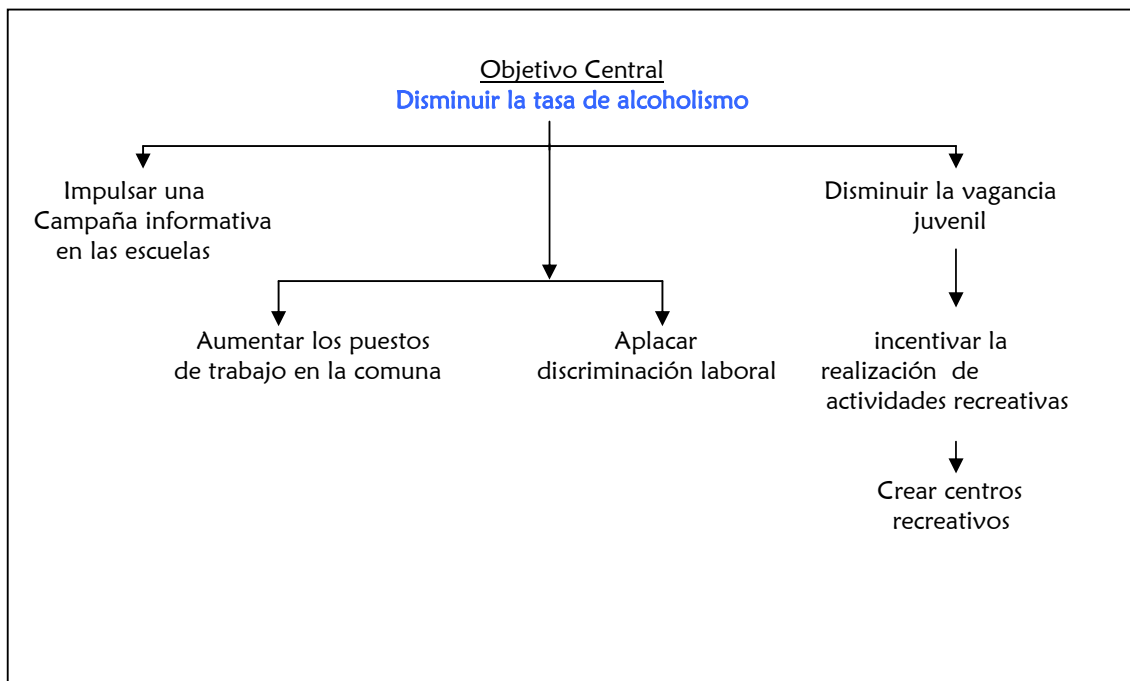 Objetivo Central
Disminuir la tasa de alcoholismo
Impulsar una
Campaña informativa
en las escuelas
Disminuir la vagancia
juvenil
Aumentar los puestos
de trabajo en la comuna
Aplacar
discriminación laboral
incentivar la
realización de
actividades recreativas
Crear centros
recreativos